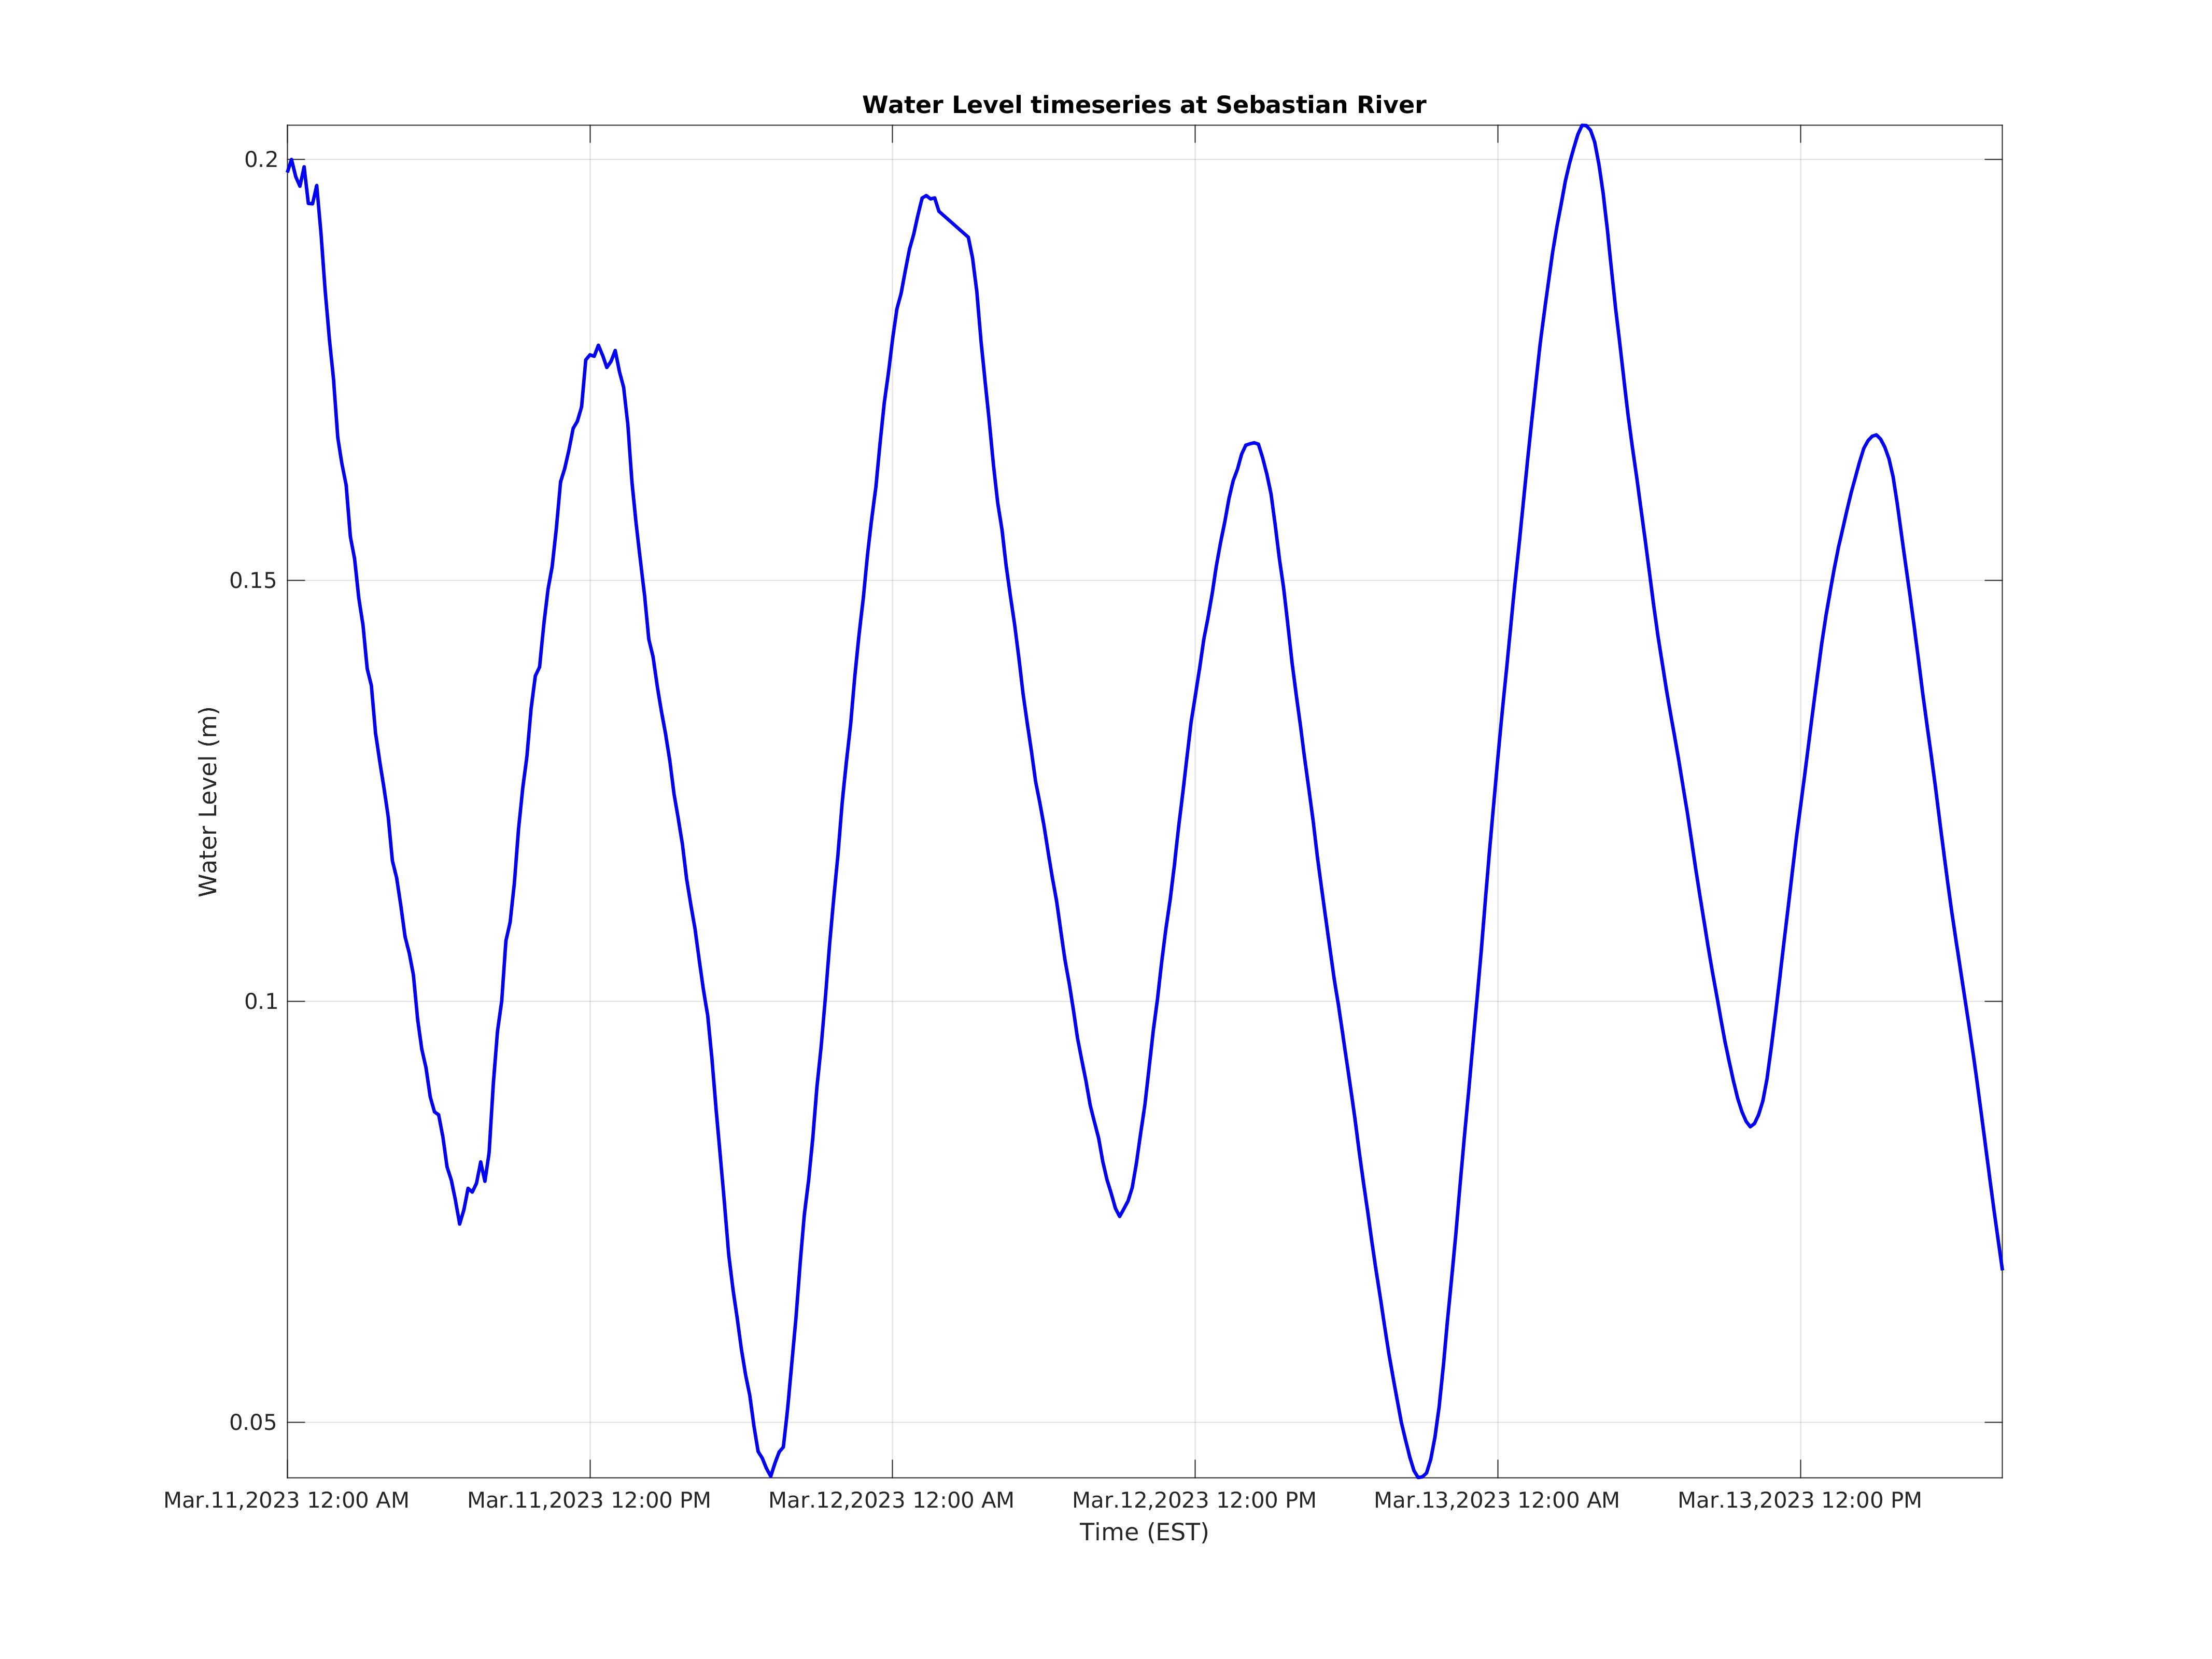 Water Level timeseries at Sebastian River
0.2
0.15
0.1
0.05
Water Level (m)
Mar.11,2023 12:00 AM
Mar.11,2023 12:00 PM
Mar.12,2023 12:00 AM
Mar.12,2023 12:00 PM
Mar.13,2023 12:00 AM
Mar.13,2023 12:00 PM
Time (EST)